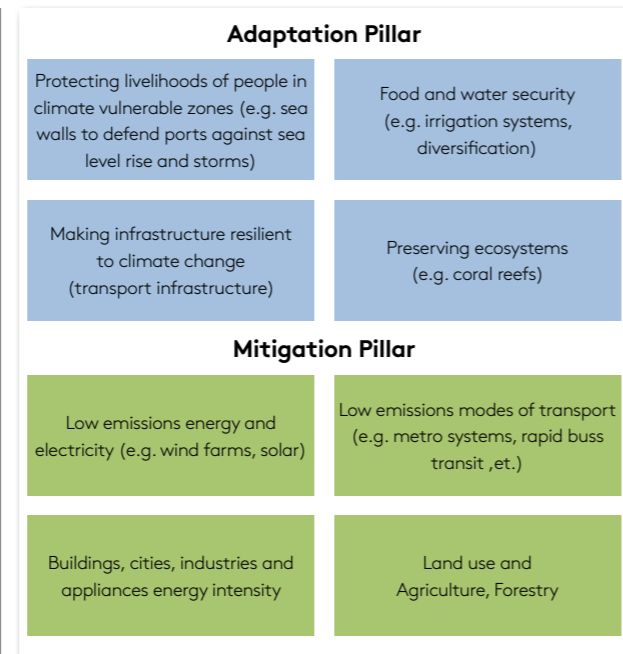 Adaptation Pillar
Protecting livelihoods of people in
climate vulnerable zones (e.g. sea
walls to defend ports against sea
level rise and storms)
Food and water security
(e.g. irrigation systems,
diversification)
Making infrastructure resilient
to climate change
(transport infrastructure)
Preserving ecosystems
(e.g. coral reefs)
Mitigation Pillar
Low emissions energy and
electricity (e.g. wind farms, solar)
Low emissions modes of transport
(e.g. metro systems, rapid buss
transit ,et.)
Buildings, cities, industries and
appliances energy intensity
Land use and
Agriculture, Forestry